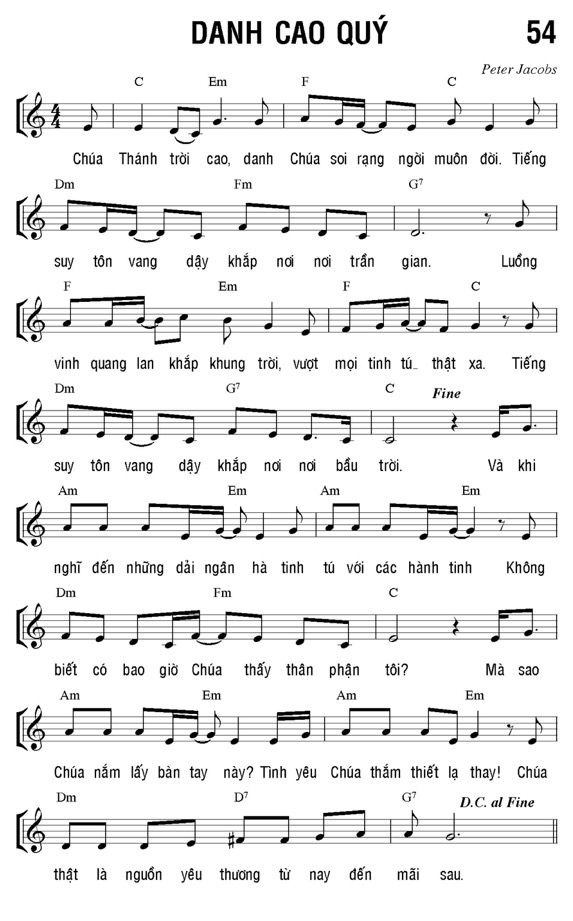 DANH CAO QUÝ 54
Peter Jacobs
C Em F C
Chúa Thánh trời cao, danh Chúa soi rạng ngời muôn đời. Tiếng
Dm Fm G7
suy tôn vang dậy khắp nơi nơi trần gian. Luồng
F Em F C
vinh quang lan khắp khung trời, vượt mọi tinh tú_ thật xa. Tiếng
Dm G7 C Fine
suy tôn vang dậy khắp nơi nơi bầu trời. Và khi
Am Em Am Em
nghĩ đến những dải ngân hà tinh tú với các hành tinh Không
Dm Fm C
biết có bao giờ Chúa thấy thân phận tôi? Mà sao
Am Em Am Em
Chúa nắm lấy bàn tay này? Tình yêu Chúa thắm thiết lạ thay! Chúa
Dm D7 G7 D.C. al Fine
thật là nguồn yêu thương từ nay đến mãi sau.